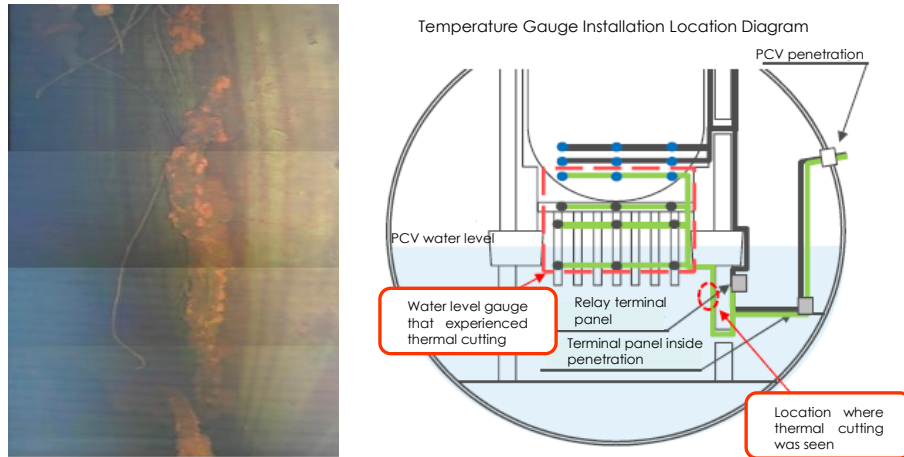 Temperature Gauge Installation Location Diagram
PCV penetration
PCV water level
Water level gauge
that experienced
thermal cutting
Relay terminal
panel
Terminal panel inside
penetration
Location where
thermal cutting
was seen